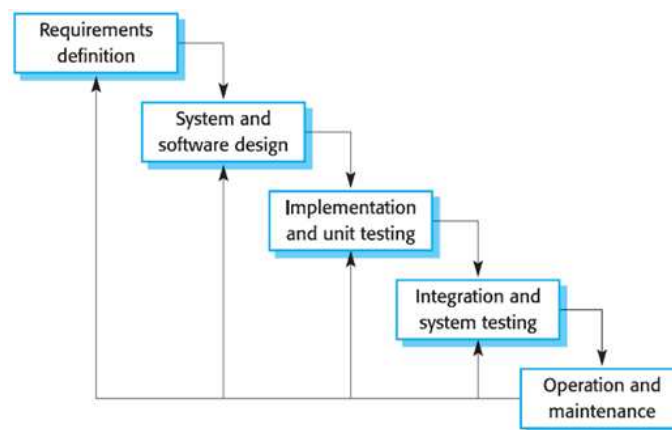 Requirements
definition
System and
software design
Implementation
and unit testing
Integration and
system testing
Operation and
maintenance